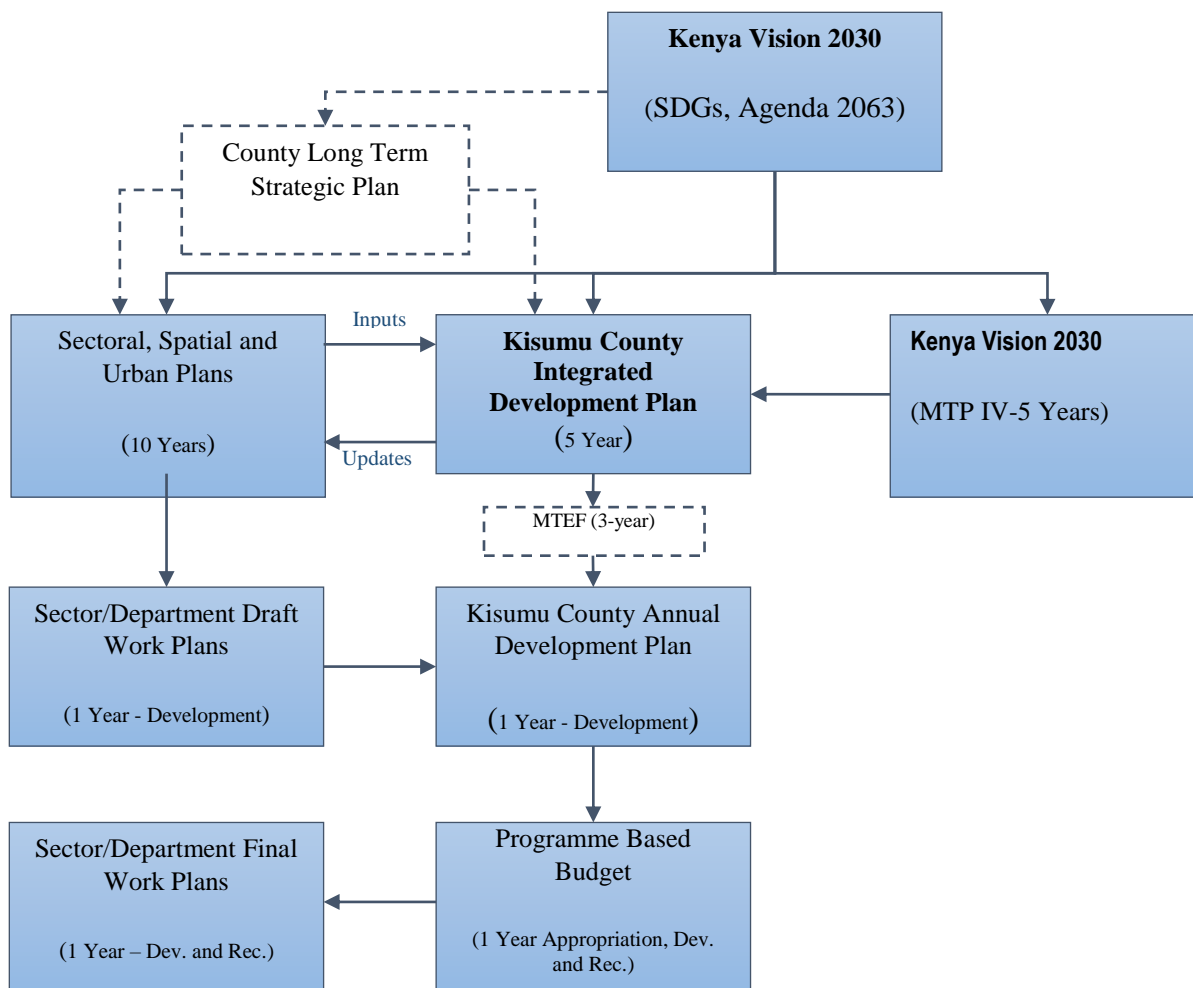 Kenya Vision 2030
(SDGs, Agenda 2063)
County Long Term
Strategic Plan
Sectoral, Spatial and
Urban Plans
(10 Years)
Inputs
Updates
Kisumu County
Integrated
Development Plan
(5 Year)
Kenya Vision 2030
(MTP IV-5 Years)
MTEF (3-year)
Sector/Department Draft
Work Plans
(1 Year - Development)
Kisumu County Annual
Development Plan
(1 Year - Development)
Sector/Department Final
Work Plans
(1 Year – Dev. and Rec.)
Programme Based
Budget
(1 Year Appropriation, Dev.
and Rec.)